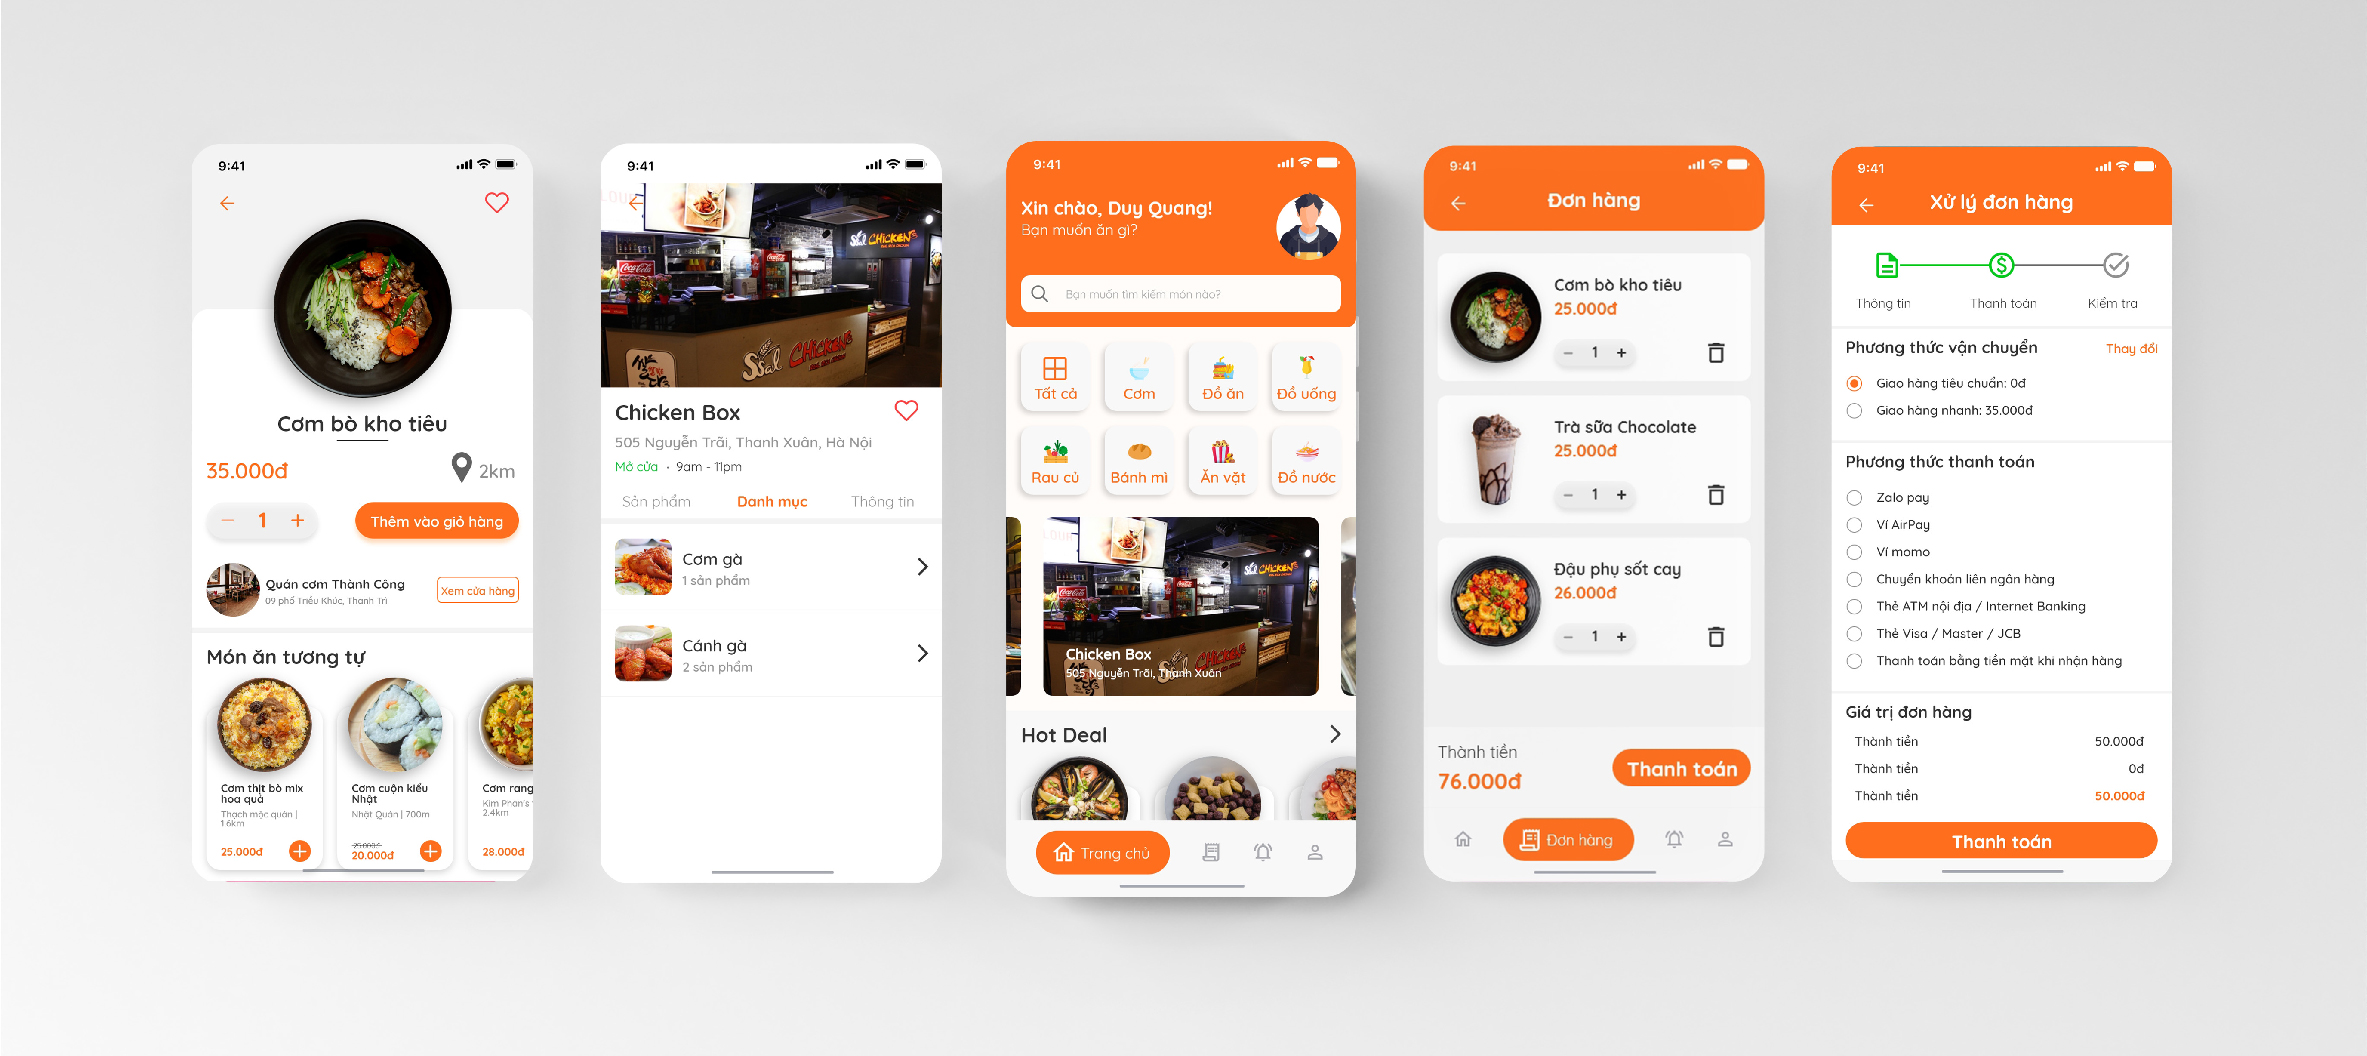 9:41
Cơm bò kho tiêu
35.000đ
2km
1
Thêm vào giỏ hàng
Quán cơm Thành Công
09 phố Triều Khúc, Thanh Trì
Xem cửa hàng
Món ăn tương tự
Cơm thịt bò mix
hoa quả
Thạch mộc quán |
1.6km
25.000đ
Cơm cuộn kiểu
Nhật
Nhật Quán | 700m
25.000đ
20.000đ
Cơm rang
Kim Phan's
2.4km
28.000đ
9:41
Ssal CHICKEN
Coca-Cola
Ssal CHICKEN
Chicken Box
505 Nguyễn Trãi, Thanh Xuân, Hà Nội
Mở cửa • 9am - 11pm
Sản phẩm
Danh mục
Thông tin
Cơm gà
1 sản phẩm
Cánh gà
2 sản phẩm
9:41
Xin chào, Duy Quang!
Bạn muốn ăn gì?
Bạn muốn tìm kiếm món nào?
Tất cả
Cơm
Đồ ăn
Đồ uống
Rau củ
Bánh mì
Ăn vặt
Đồ nước
Ssal CHICKEN
Ssal CHICKEN
Chicken Box
505 Nguyễn Trãi, Thanh Xuân
Hot Deal
Trang chủ
9:41
Đơn hàng
Cơm bò kho tiêu
25.000đ
1
Trà sữa Chocolate
25.000đ
1
Đậu phụ sốt cay
26.000đ
1
Thành tiền
76.000đ
Thanh toán
Đơn hàng
9:41
Xử lý đơn hàng
Thông tin
Thanh toán
Kiểm tra
Phương thức vận chuyển
Thay đổi
Giao hàng tiêu chuẩn: 0đ
Giao hàng nhanh: 35.000đ
Phương thức thanh toán
Zalo pay
Ví AirPay
Ví momo
Chuyển khoản liên ngân hàng
Thẻ ATM nội địa / Internet Banking
Thẻ Visa / Master / JCB
Thanh toán bằng tiền mặt khi nhận hàng
Giá trị đơn hàng
Thành tiền 50.000đ
Thành tiền 0đ
Thành tiền 50.000đ
Thanh toán